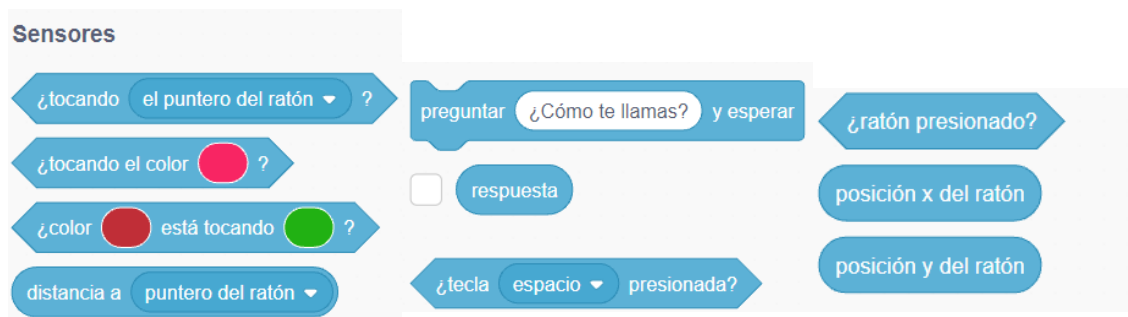 Sensores
¿tocando el puntero del ratón ?
¿tocando el color ?
¿color está tocando ?
distancia a puntero del ratón
preguntar ¿Cómo te llamas? y esperar
respuesta
¿tecla espacio presionada?
¿ratón presionado?
posición x del ratón
posición y del ratón